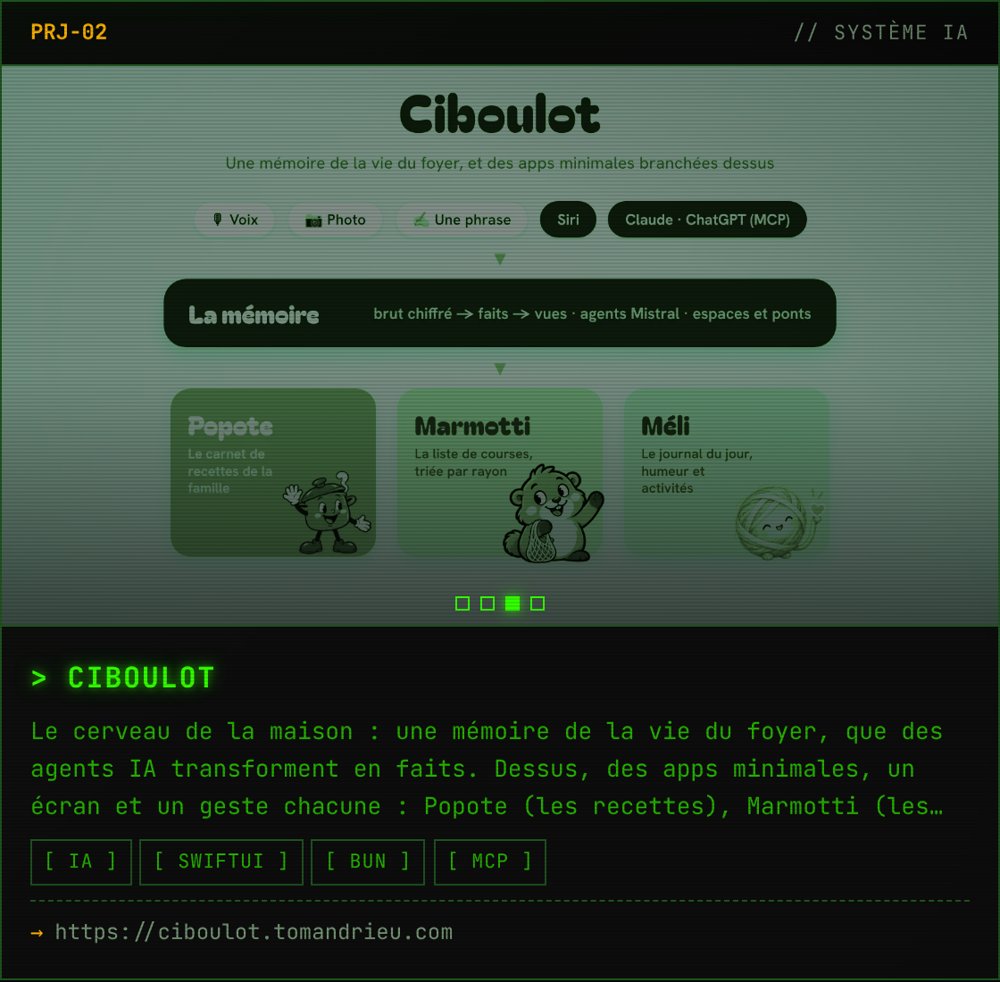 PRJ-02
// SYSTÈME IA
Ciboulot
Une mémoire de la vie du foyer, et des apps minimales branchées dessus
Voix
Photo
Une phrase
Siri
Claude · ChatGPT (MCP)
La mémoire
brut chiffré → faits → vues · agents Mistral · espaces et ponts
Popote
Le carnet de
recettes de la
famille
?
Marmotti
La liste de courses,
triée par rayon
Méli
Le journal du jour,
humeur et
activités
> CIBOULOT
Le cerveau de la maison : une mémoire de la vie du foyer, que des
agents IA transforment en faits. Dessus, des apps minimales, un
écran et un geste chacune : Popote (les recettes), Marmotti (les…
[ IA ] [ SWIFTUI ] [ BUN ] [ MCP ]
→ https://ciboulot.tomandrieu.com